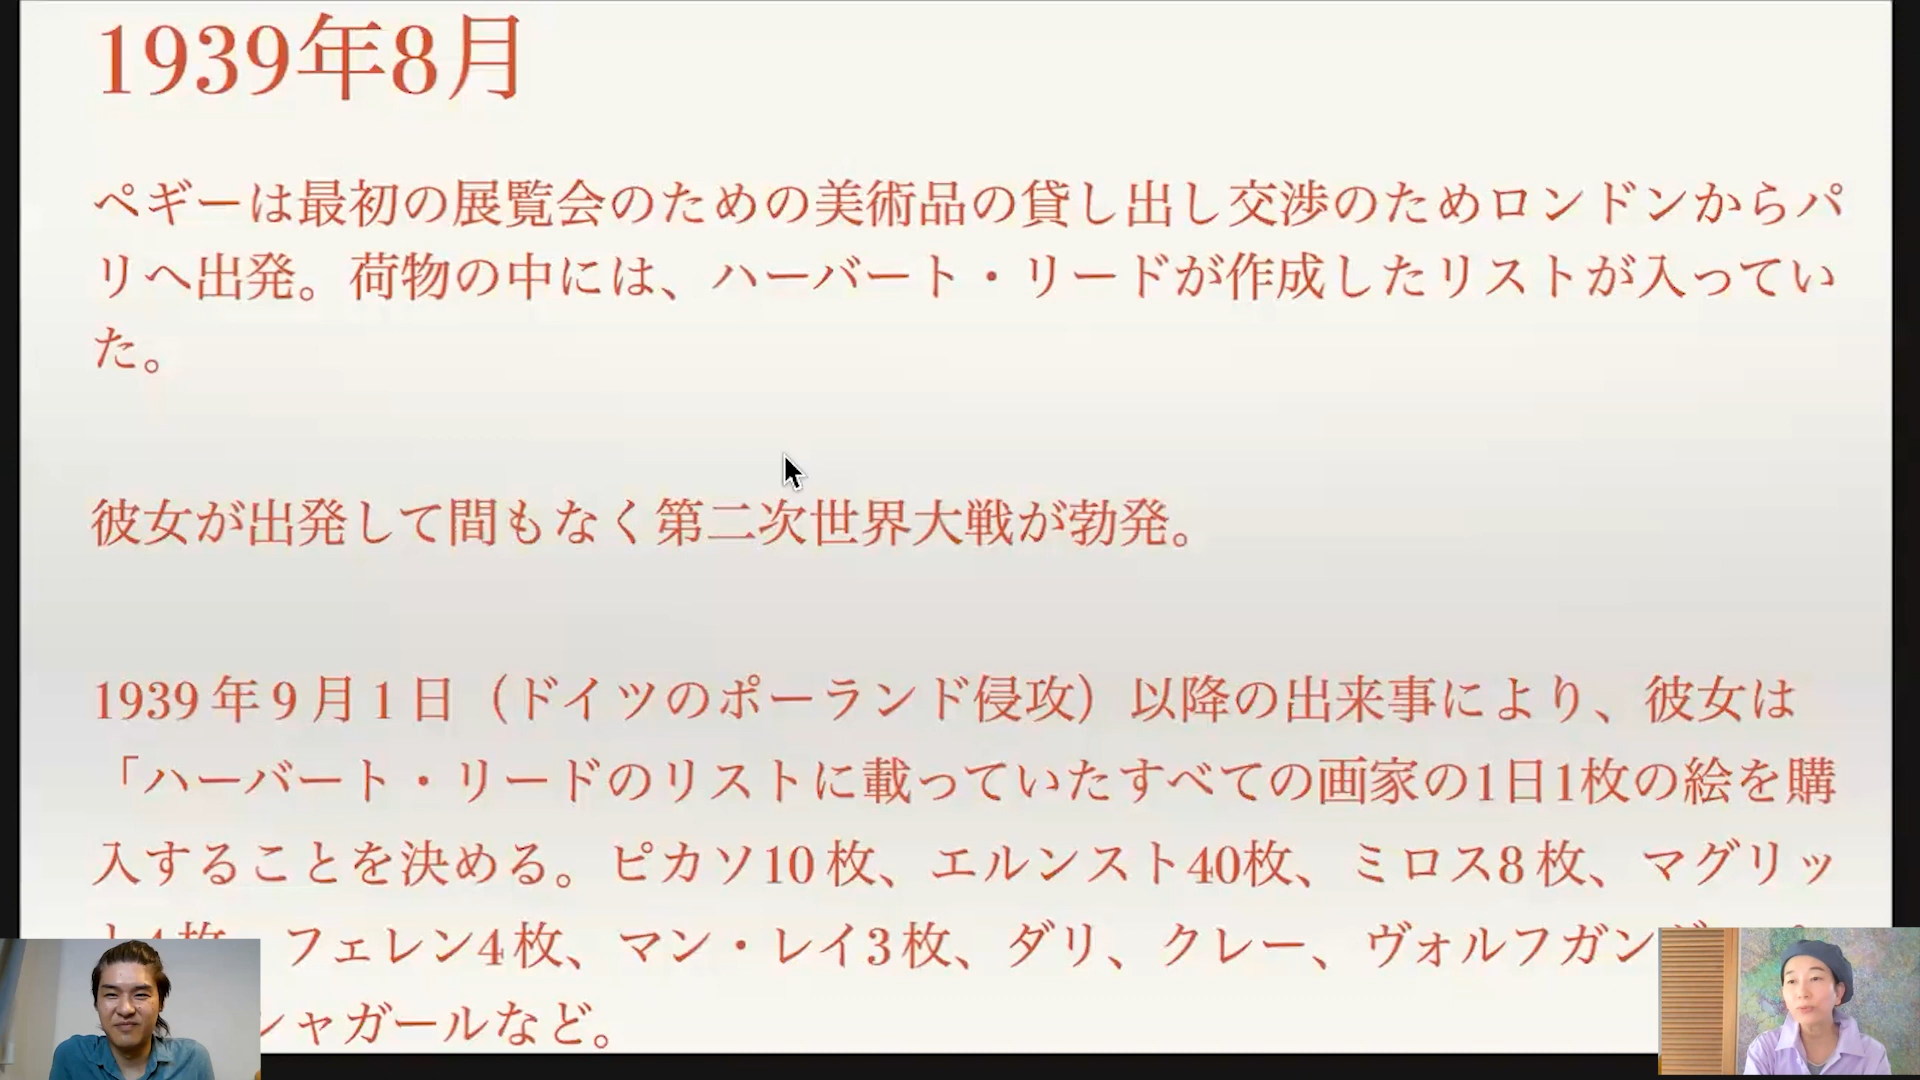 1939年8月
ペギーは最初の展覧会のための美術品の貸し出し交渉のためロンドンからパ
リへ出発。荷物の中には、ハーバート・リードが作成したリストが入ってい
た。
彼女が出発して間もなく第二次世界大戦が勃発。
1939年9月1日（ドイツのポーランド侵攻）以降の出来事により、彼女は
「ハーバート・リードのリストに載っていたすべての画家の1日1枚の絵を購
入することを決める。ピカソ10枚、エルンスト40枚、ミロス8枚、マグリッ
ト4枚、フェレン4枚、マン・レイ3枚、ダリ、クレー、ヴォルフガン
シャガールなど。